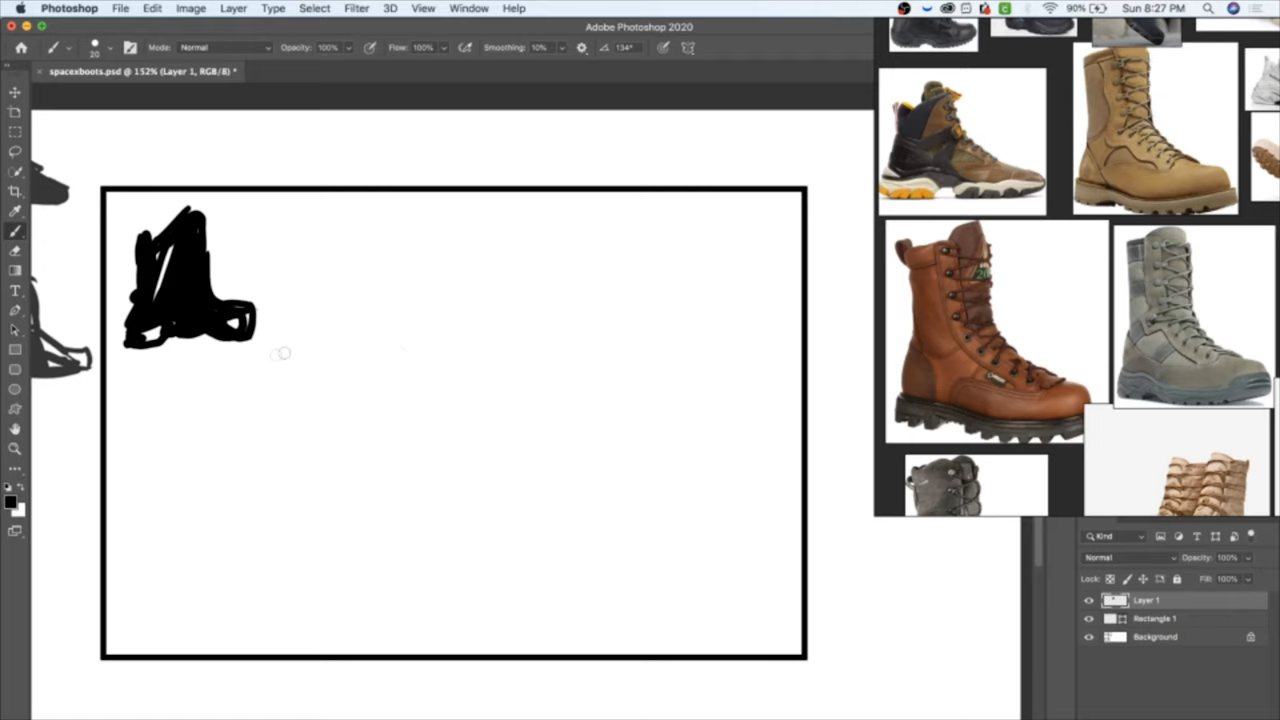 Photoshop File Edit Image Layer Type Select Filter 3D View Window Help 90% Sun 8:27 PM
Adobe Photoshop 2020
20 Mode: Normal Opacity: 100% Flow: 100% Smoothing: 10% 134°
× spacexboots.psd @ 152% (Layer 1, RGB/8) *
Kind
Normal Opacity: 100%
Lock: Fill: 100%
Layer 1
Rectangle 1
Background